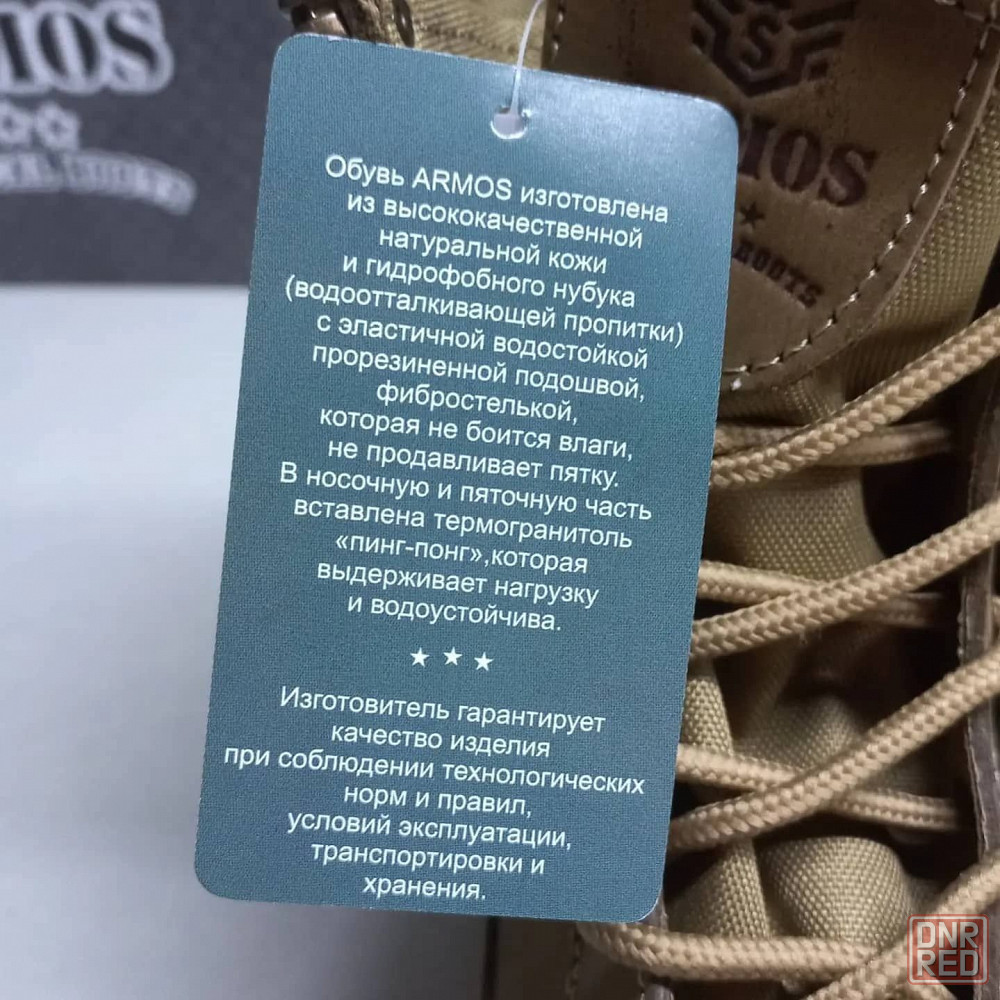 MOS
Обувь ARMOS изготовлена
из высококачественной
натуральной кожи
и гидрофобного нубука
(водоотталкивающей пропитки)
с эластичной водостойкой
прорезиненной подошвой,
фибростелькой,
которая не боится влаги,
не продавливает пятку.
В носочную и пяточную часть
вставлена термогранитоль
«пинг-понг»,которая
выдерживает нагрузку
и водоустойчива.
Изготовитель гарантирует
качество изделия
при соблюдении технологических
норм и правил,
условий эксплуатации,
транспортировки и
хранения.
S
MOS
BOOTS
DNR
RED